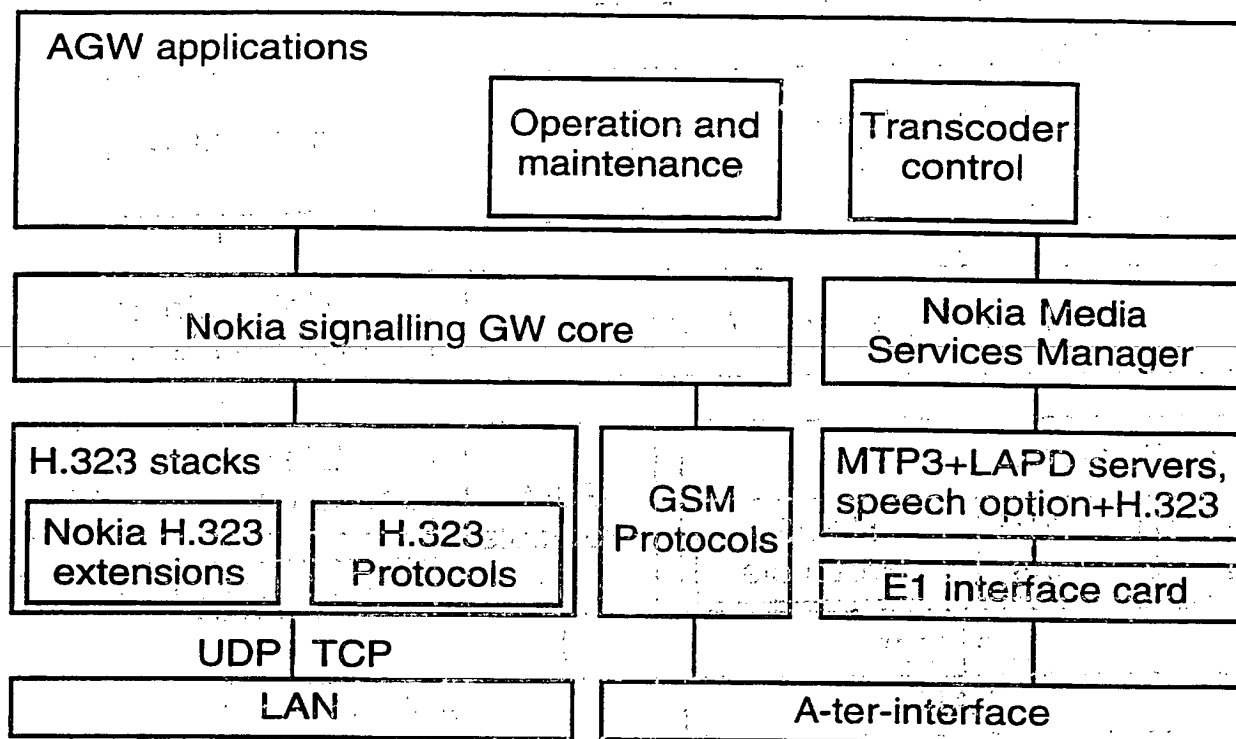 AGW applications
Operation and
maintenance
Transcoder
control
Nokia signalling GW core
Nokia Media
Services Manager
H.323 stacks
Nokia H.323
extensions
H.323
Protocols
GSM
Protocols
MTP3+LAPD servers,
speech option+H.323
E1 interface card
UDP TCP
LAN
A-ter-interface